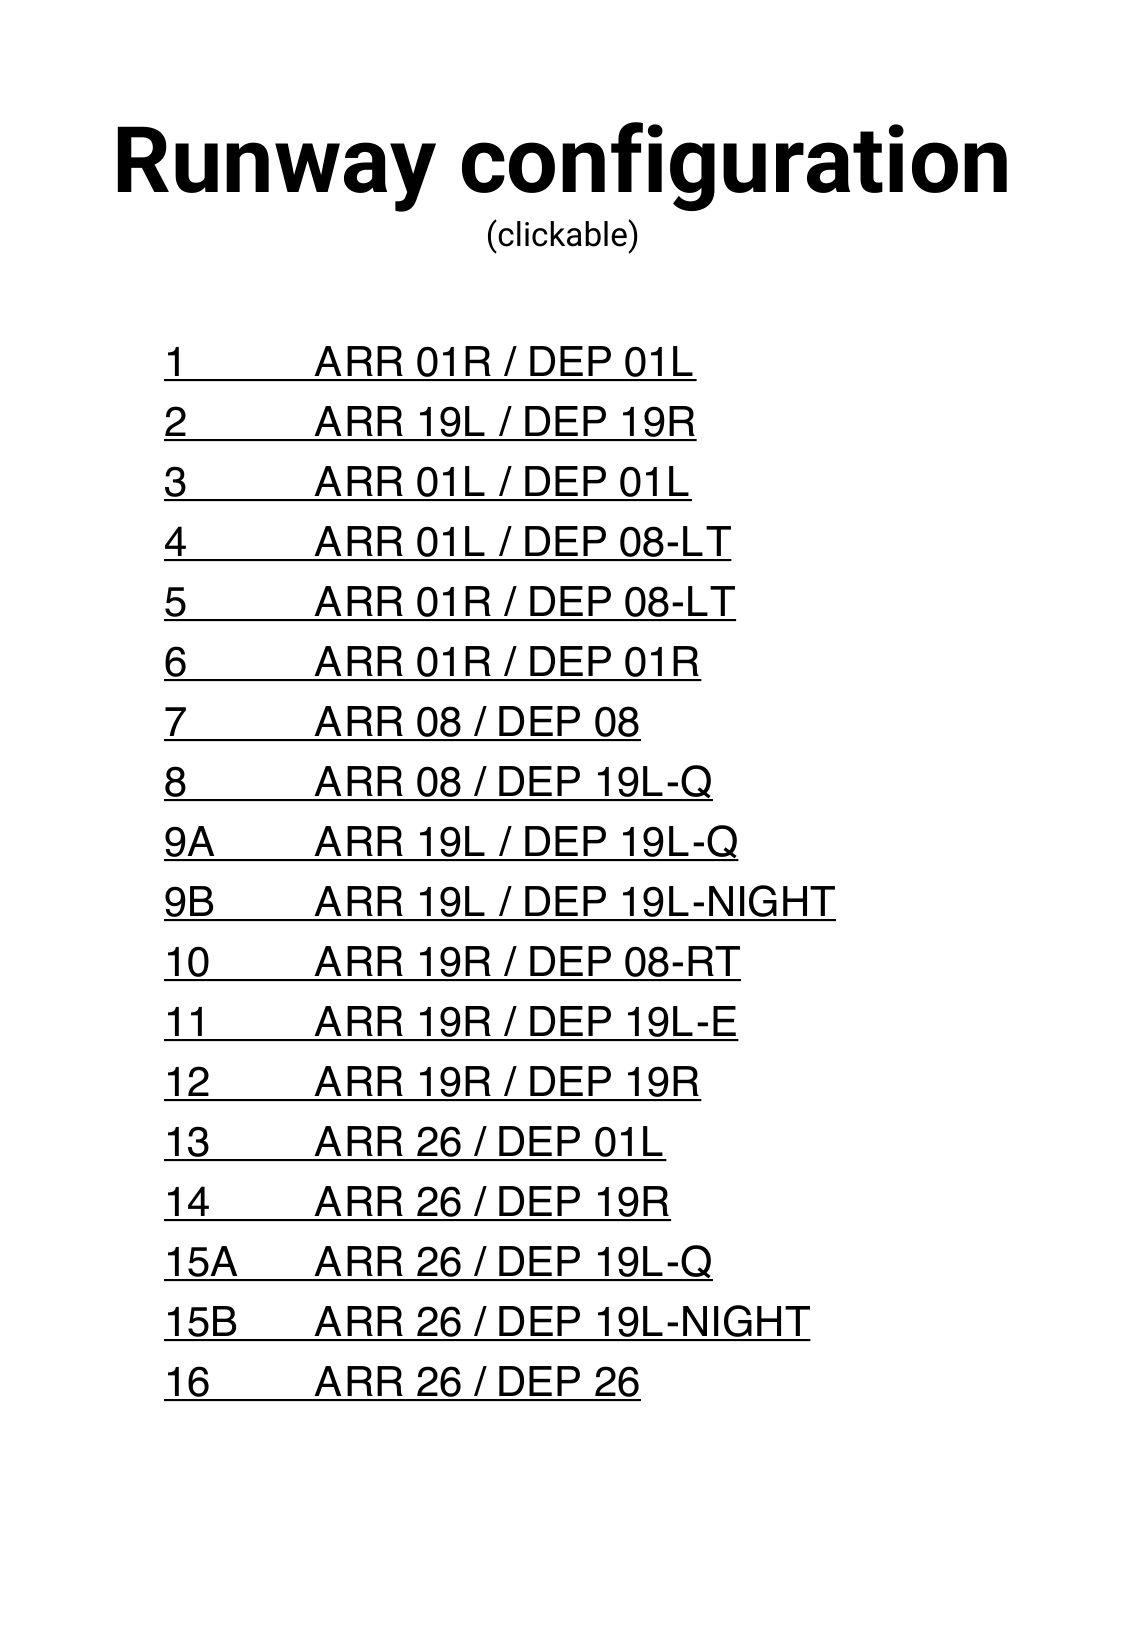 Runway configuration
(clickable)
1 ARR 01R / DEP 01L
2 ARR 19L / DEP 19R
3 ARR 01L / DEP 01L
4 ARR 01L / DEP 08-LT
5 ARR 01R / DEP 08-LT
6 ARR 01R / DEP 01R
7 ARR 08 / DEP 08
8 ARR 08 / DEP 19L-Q
9A ARR 19L / DEP 19L-Q
9B ARR 19L / DEP 19L-NIGHT
10 ARR 19R / DEP 08-RT
11 ARR 19R / DEP 19L-E
12 ARR 19R / DEP 19R
13 ARR 26 / DEP 01L
14 ARR 26 / DEP 19R
15A ARR 26 / DEP 19L-Q
15B ARR 26 / DEP 19L-NIGHT
16 ARR 26 / DEP 26